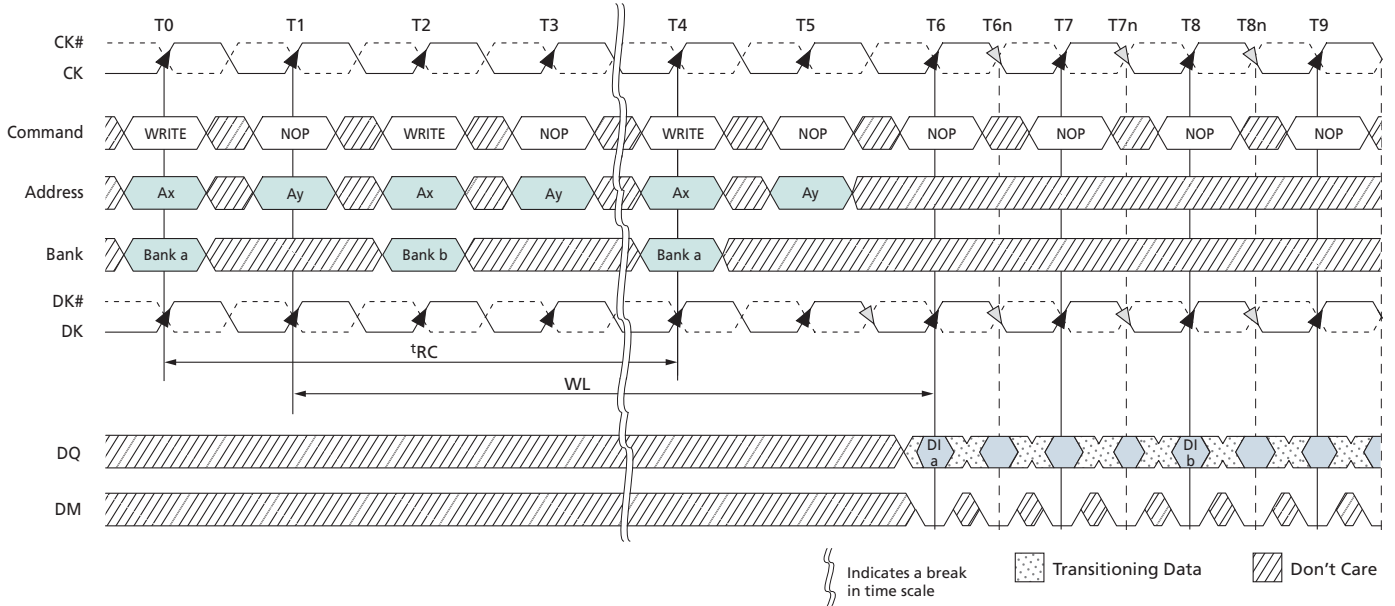 T0 T1 T2 T3 T4 T5 T6 T6n T7 T7n T8 T8n T9
CK#
CK
Command WRITE NOP WRITE NOP WRITE NOP NOP NOP NOP NOP
Address Ax Ay Ax Ay Ax Ay
Bank Bank a Bank b Bank a
DK#
DK
tRC
WL
DQ DI a DI b
DM
Indicates a break
in time scale
Transitioning Data
Don't Care